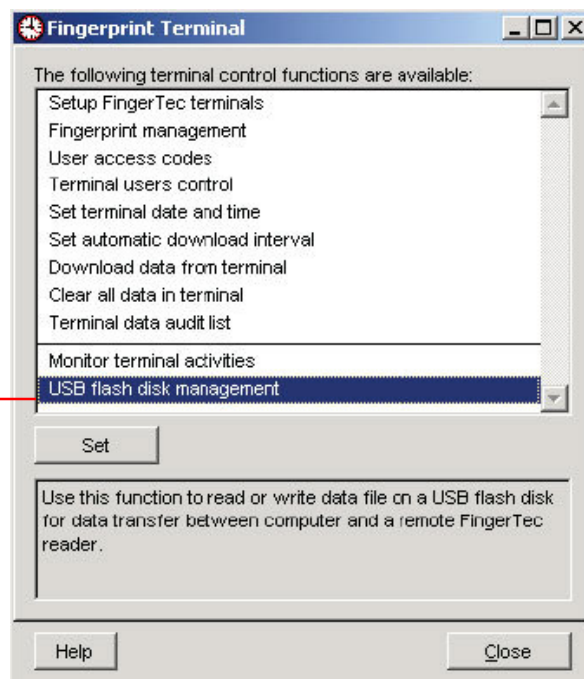 Fingerprint Terminal
The following terminal control functions are available:
Setup FingerTec terminals
Fingerprint management
User access codes
Terminal users control
Set terminal date and time
Set automatic download interval
Download data from terminal
Clear all data in terminal
Terminal data audit list
Monitor terminal activities
USB flash disk management
Set
Use this function to read or write data file on a USB flash disk
for data transfer between computer and a remote FingerTec
reader.
Help
Close